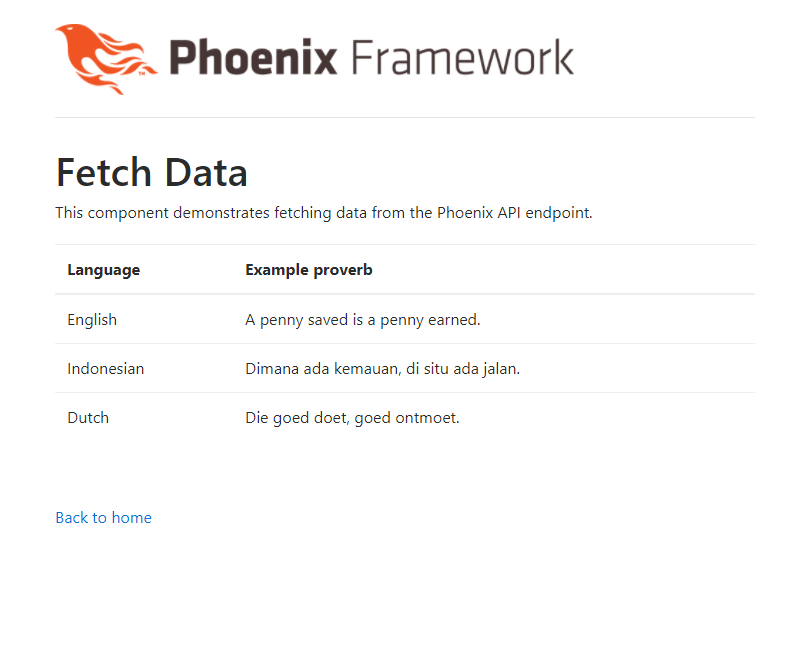 Phoenix Framework
Fetch Data
This component demonstrates fetching data from the Phoenix API endpoint.
Language Example proverb
English A penny saved is a penny earned.
Indonesian Dimana ada kemauan, di situ ada jalan.
Dutch Die goed doet, goed ontmoet.
Back to home